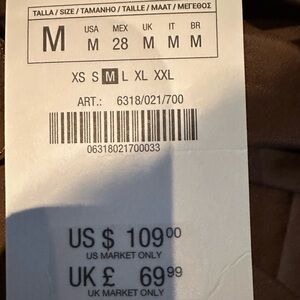 TALLA / SIZE / TAMANHO / TAILLE / MAAT / ΜΕΓΕΘΟΣ
M
USA MEX UK IT BR
M 28 M M M
XS S M L XL XXL
ART.: 6318/021/700
06318021700033
US $ 109⁰⁰
US MARKET ONLY
UK £ 69⁹⁹
UK MARKET ONLY